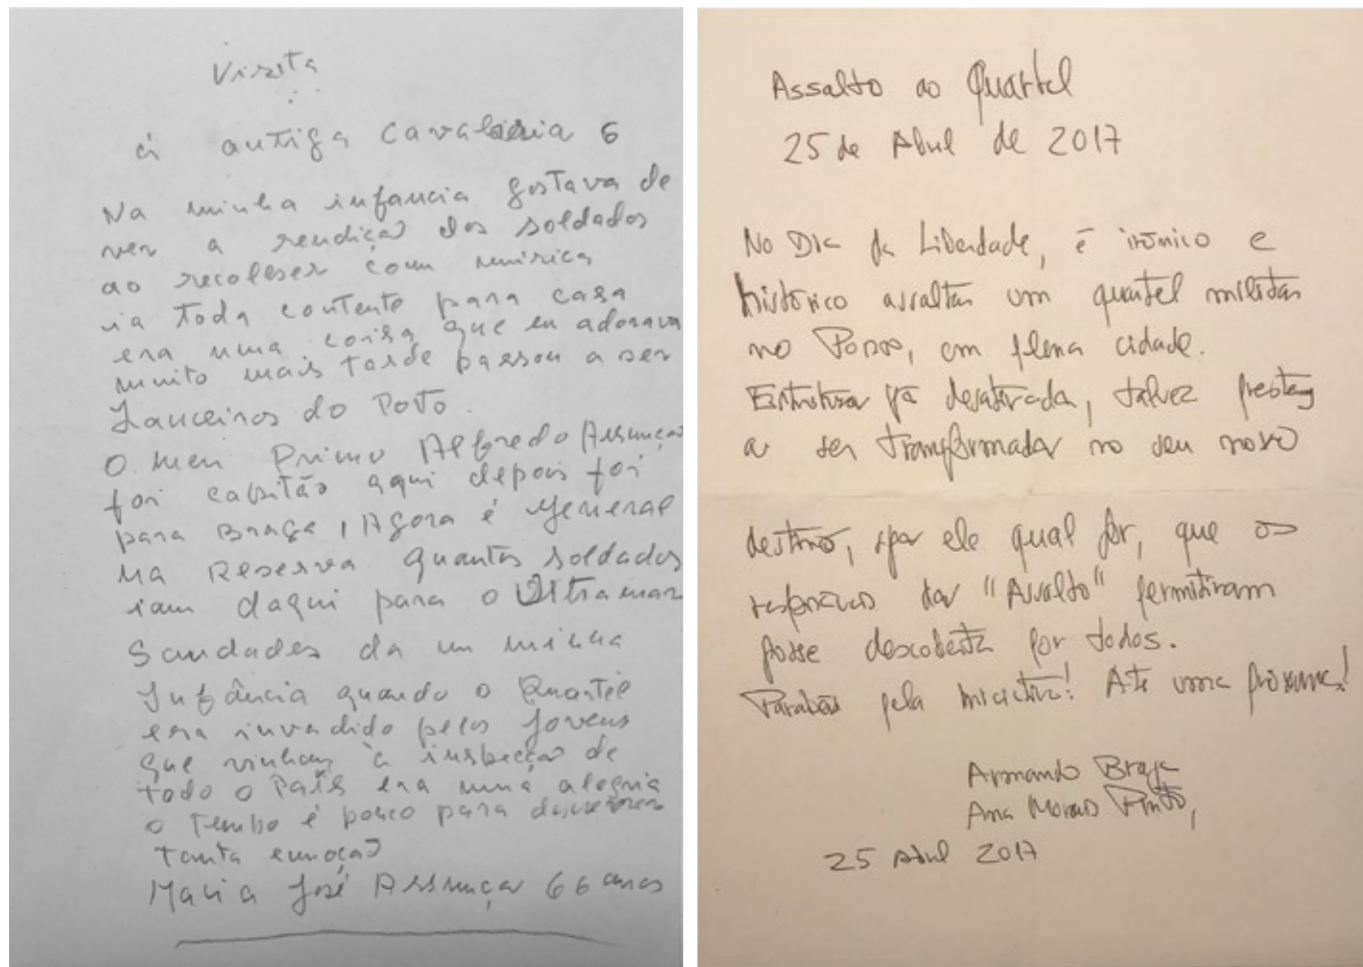 Visita
à antiga Cavalaria 6
Na minha infancia gostava de
ver a rendiçaõ dos soldados
ao recolher com musica
ia toda contente para casa
era uma coisa que eu adorava
muito mais tarde passou a ser
Lanceiros do Porto.
O meu Primo Alfredo Assunção
foi capitão aqui depois foi
para Braga, Agora é General
na Reserva quantos soldados
iam daqui para o Ultramar
Saudades da minha
Infância quando o Quartel
era invadido pelos Jovens
que vinham à inspecção de
todo o País era uma alegria
o tempo é pouco para descrever
tanta emoção
Maria José Assunção 66 anos
Assalto ao Quartel
25 de Abril de 2017
No Dia da Liberdade, é irónico e
histórico assaltar um quartel militar
no Porto, em plena cidade.
Estrutura já desativada, talvez prestes
a ser transformada no seu novo
destino, seja ele qual for, que os
responsáveis do "Assalto" permitiram
fosse descoberta por todos.
Parabéns pela iniciativa! Até uma próxima!
Armando Braga
Ana Morais Pinto,
25 Abril 2017